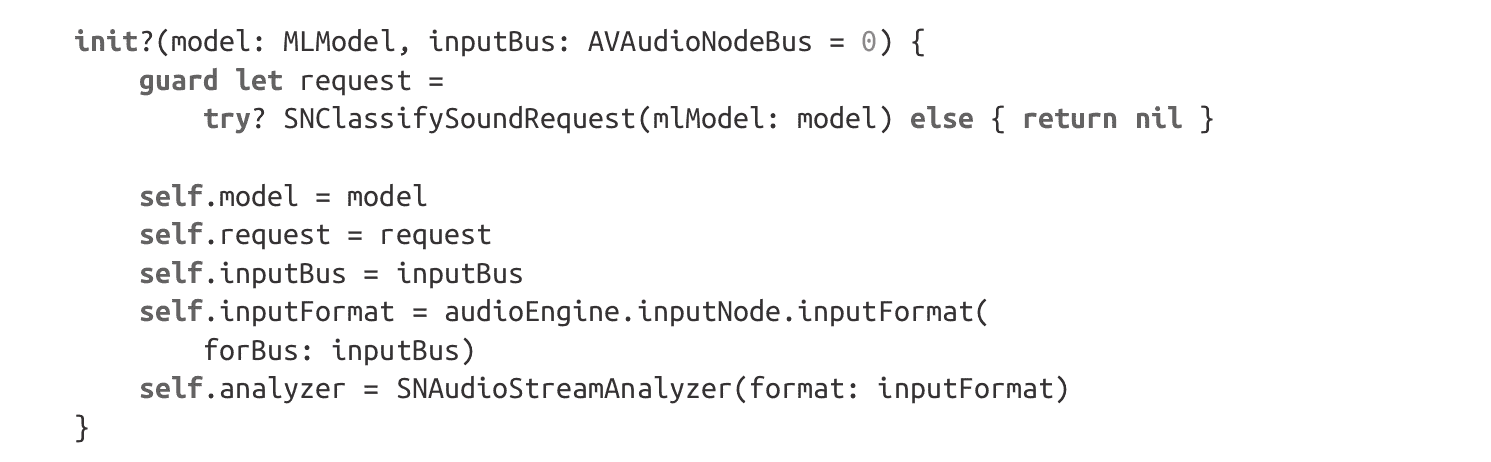 init?(model: MLModel, inputBus: AVAudioNodeBus = 0) {
    guard let request =
        try? SNClassifySoundRequest(mlModel: model) else { return nil }

    self.model = model
    self.request = request
    self.inputBus = inputBus
    self.inputFormat = audioEngine.inputNode.inputFormat(
        forBus: inputBus)
    self.analyzer = SNAudioStreamAnalyzer(format: inputFormat)
}